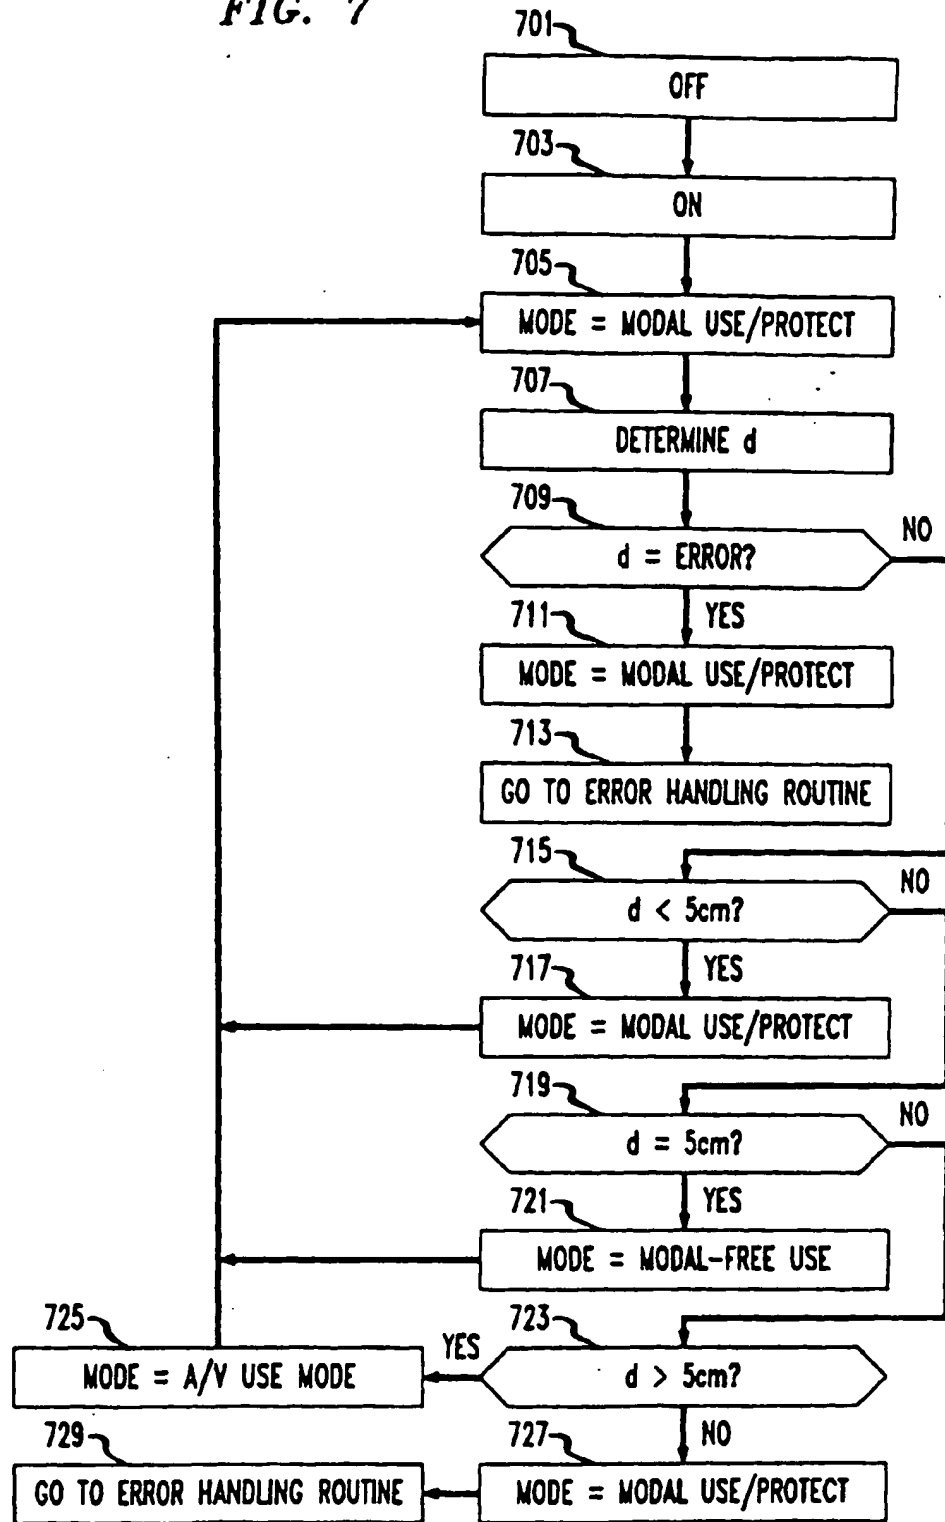 FIG. 7
701
OFF
703
ON
705
MODE = MODAL USE/PROTECT
707
DETERMINE d
709
d = ERROR?
NO
YES
711
MODE = MODAL USE/PROTECT
713
GO TO ERROR HANDLING ROUTINE
715
d < 5cm?
NO
YES
717
MODE = MODAL USE/PROTECT
719
d = 5cm?
NO
YES
721
MODE = MODAL-FREE USE
723
d > 5cm?
YES
725
MODE = A/V USE MODE
NO
727
MODE = MODAL USE/PROTECT
729
GO TO ERROR HANDLING ROUTINE